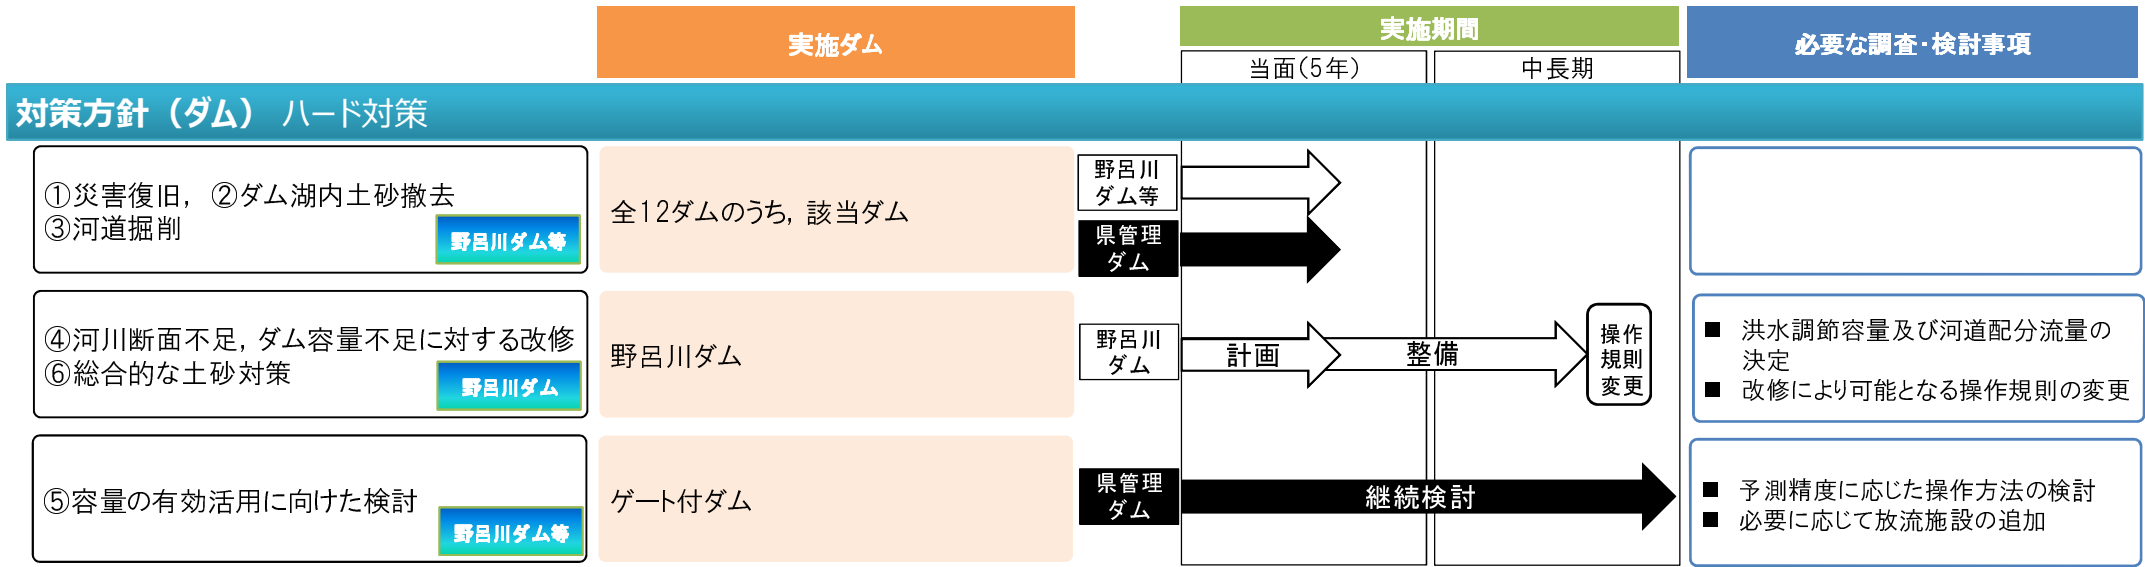 実施ダム
実施期間
必要な調査・検討事項
当面(5年)
中長期
対策方針（ダム） ハード対策
①災害復旧, ②ダム湖内土砂撤去
③河道掘削
野呂川ダム等
全12ダムのうち, 該当ダム
野呂川
ダム等
県管理
ダム
④河川断面不足, ダム容量不足に対する改修
⑥総合的な土砂対策
野呂川ダム
野呂川ダム
野呂川
ダム
計画
整備
操作
規則
変更
■ 洪水調節容量及び河道配分流量の
決定
■ 改修により可能となる操作規則の変更
⑤容量の有効活用に向けた検討
野呂川ダム等
ゲート付ダム
県管理
ダム
継続検討
■ 予測精度に応じた操作方法の検討
■ 必要に応じて放流施設の追加